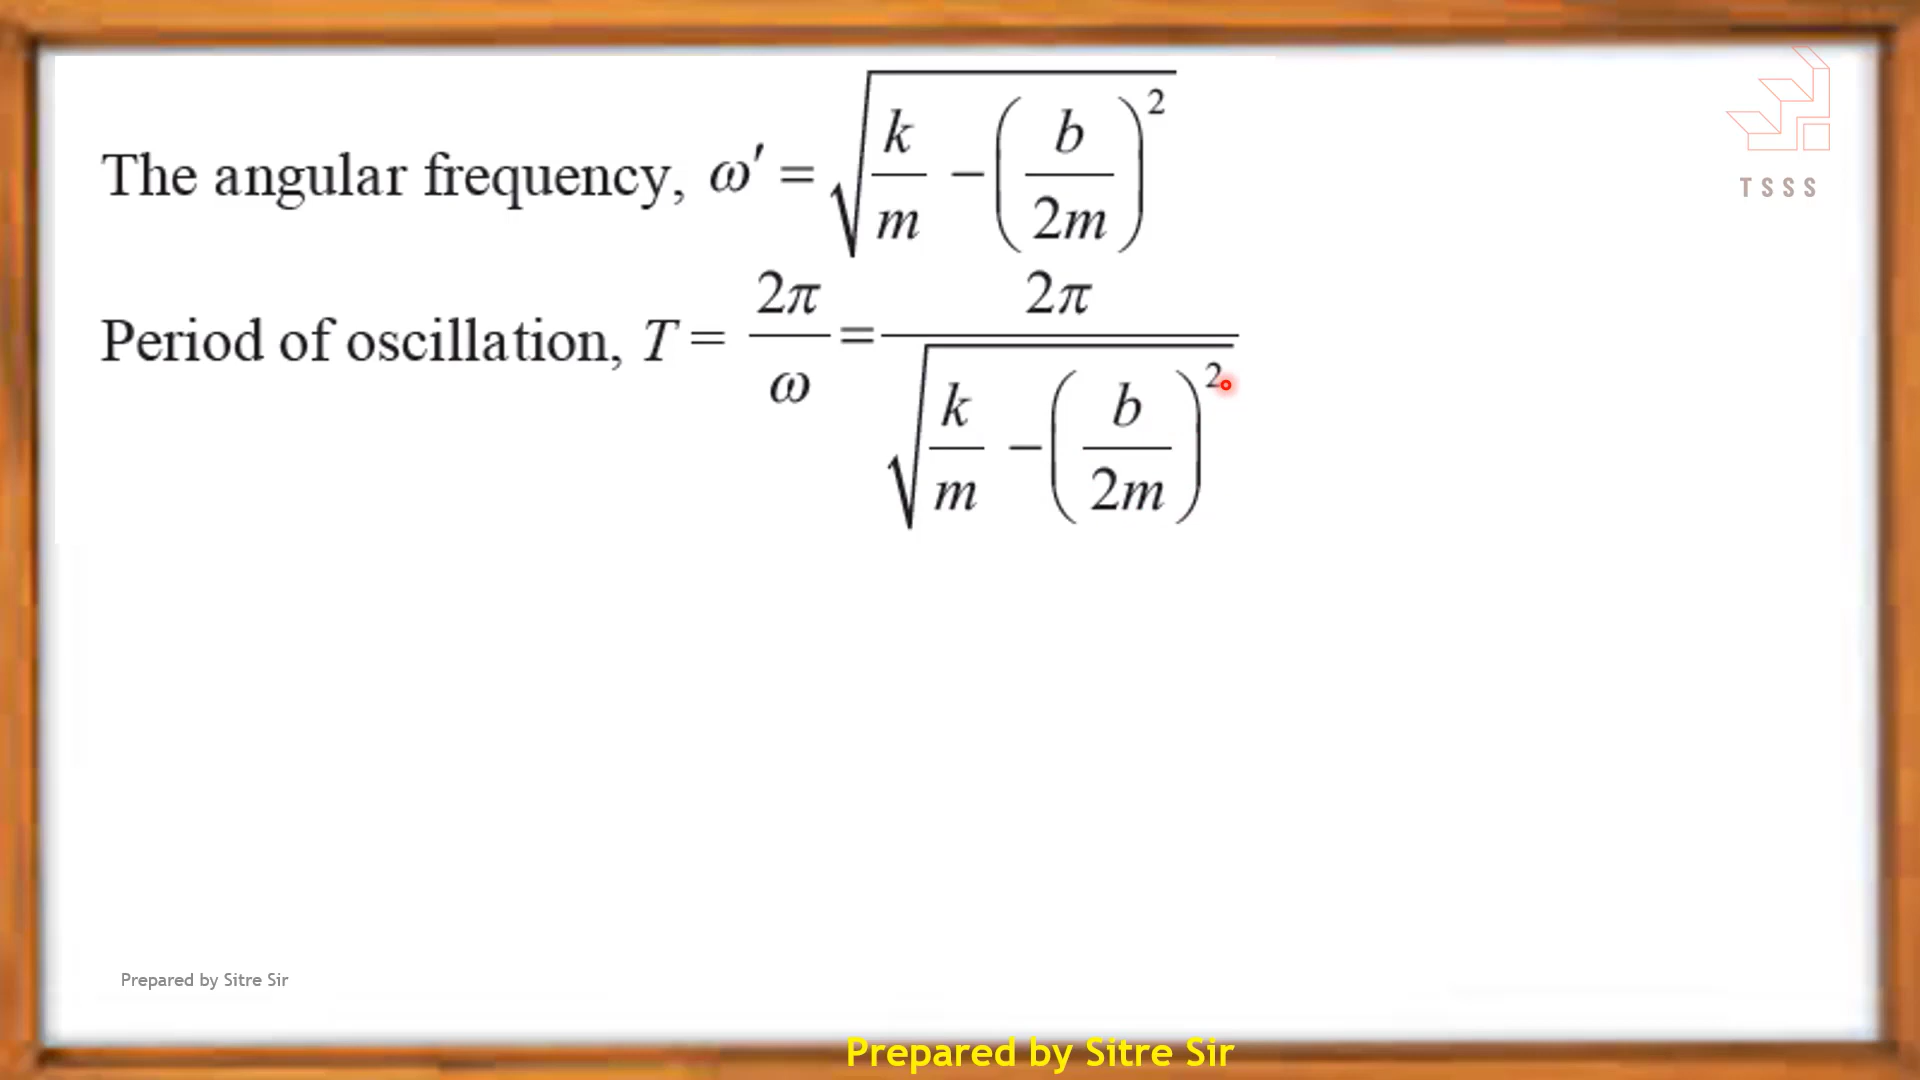 The angular frequency, ω′ = √(k/m − (b/2m)²)
TSSS
Period of oscillation, T = 2π/ω = 2π/√(k/m − (b/2m)²)
Prepared by Sitre Sir
Prepared by Sitre Sir